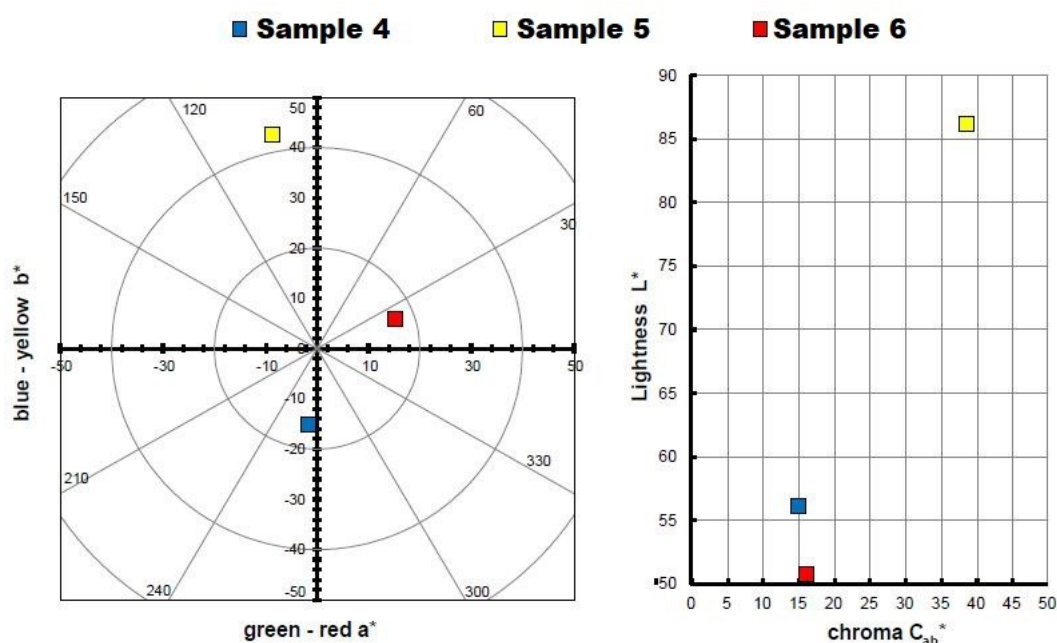 Sample 4 Sample 5 Sample 6
120 50 60
40
150 30 30
20
10
-50 -30 -10 0 10 30 50
-10
-20
210 -30 330
-40
240 -50 300
blue - yellow b*
green - red a*
90
85
80
75
70
65
60
55
50
0 5 10 15 20 25 30 35 40 45 50
Lightness L*
chroma Cab*